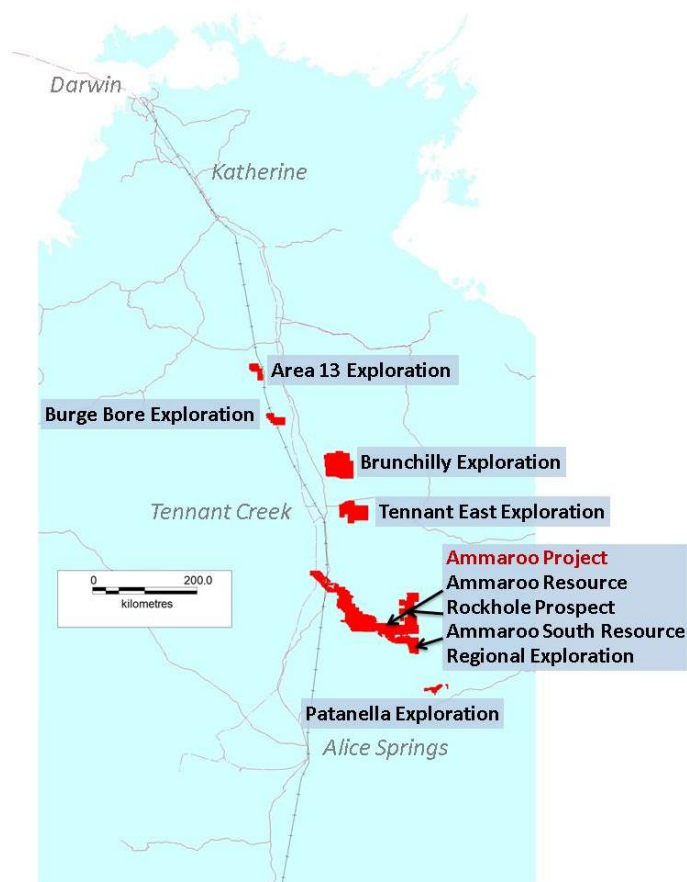 Darwin
Katherine
Area 13 Exploration
Burge Bore Exploration
Brunchilly Exploration
Tennant Creek
Tennant East Exploration
Ammaroo Project
Ammaroo Resource
Rockhole Prospect
Ammaroo South Resource
Regional Exploration
0 200.0
kilometres
Patanella Exploration
Alice Springs